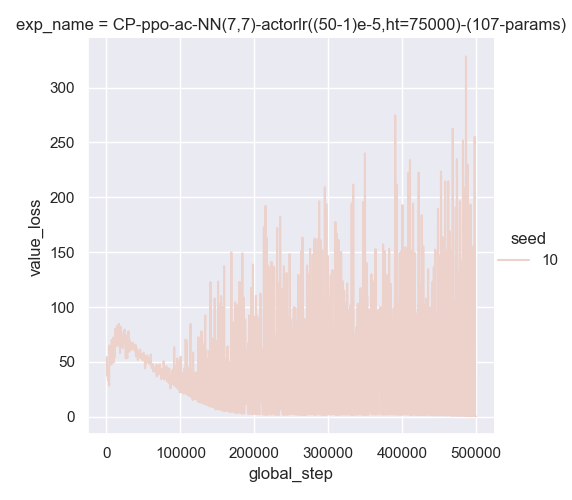 exp_name = CP-ppo-ac-NN(7,7)-actorlr((50-1)e-5,ht=75000)-(107-params)
300
250
200
150
100
50
0
value_loss
0 100000 200000 300000 400000 500000
global_step
seed
10